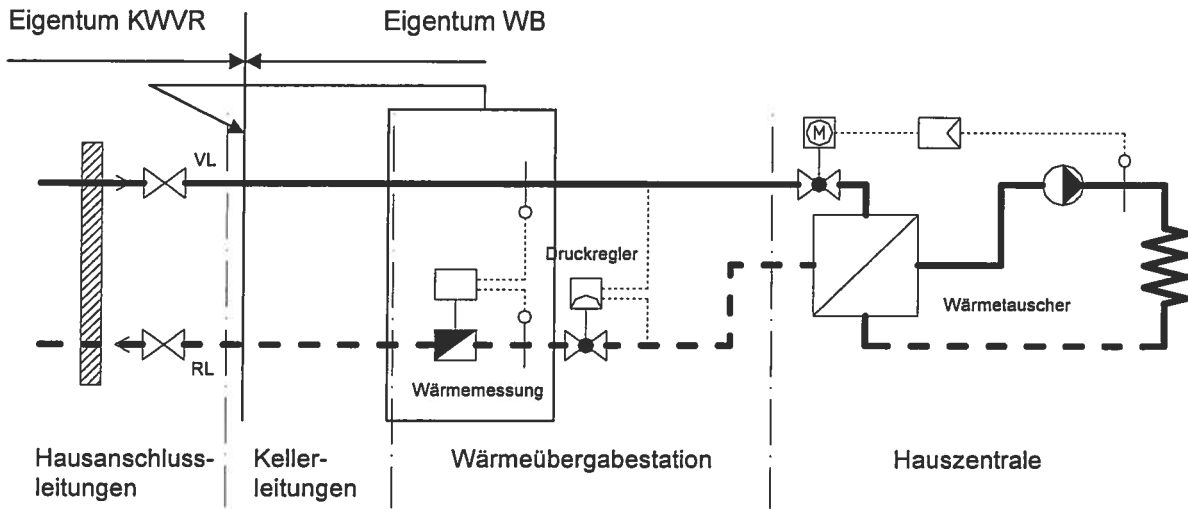 Eigentum KWVR
Eigentum WB
M
VL
Druckregler
Wärmetauscher
RL
Wärmemessung
Hausanschluss-
leitungen
Keller-
leitungen
Wärmeübergabestation
Hauszentrale